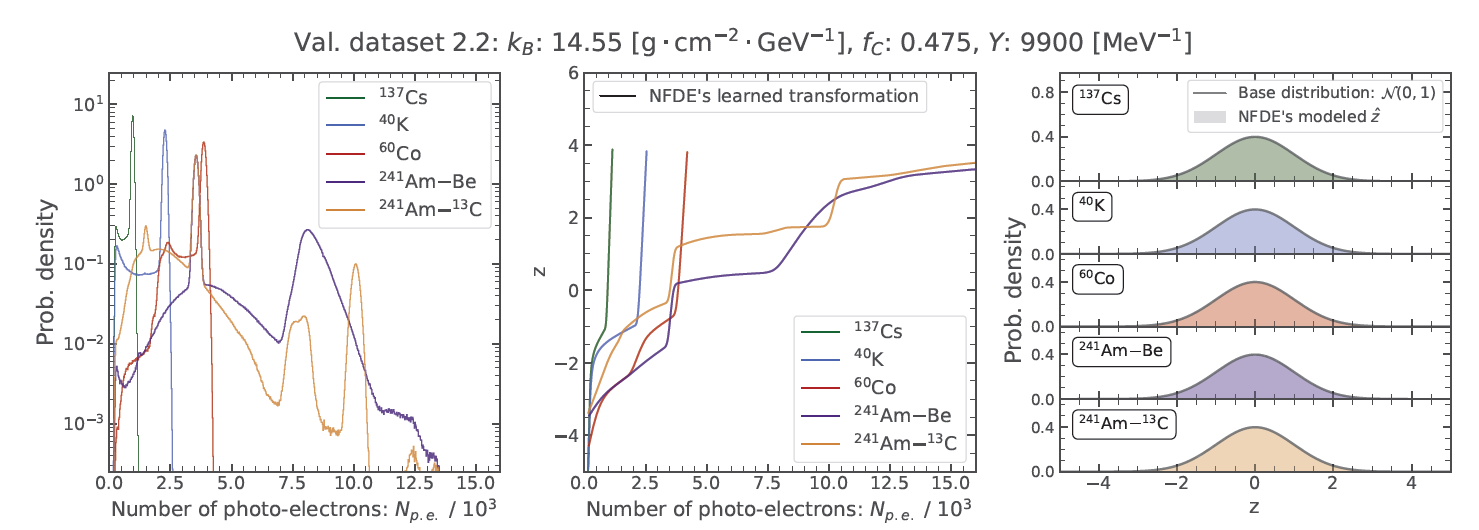 Val. dataset 2.2: k_B: 14.55 [g·cm⁻²·GeV⁻¹], f_C: 0.475, Y: 9900 [MeV⁻¹]
Prob. density
10¹
10⁰
10⁻¹
10⁻²
10⁻³
¹³⁷Cs
⁴⁰K
⁶⁰Co
²⁴¹Am−Be
²⁴¹Am−¹³C
0.0 2.5 5.0 7.5 10.0 12.5 15.0
Number of photo-electrons: N_p.e. / 10³
z
6
4
2
0
−2
−4
NFDE's learned transformation
¹³⁷Cs
⁴⁰K
⁶⁰Co
²⁴¹Am−Be
²⁴¹Am−¹³C
0.0 2.5 5.0 7.5 10.0 12.5 15.0
Number of photo-electrons: N_p.e. / 10³
Prob. density
Base distribution: 𝒩(0, 1)
NFDE's modeled ẑ
0.8
¹³⁷Cs
0.4
0.0
⁴⁰K
0.4
0.0
⁶⁰Co
0.4
0.0
²⁴¹Am−Be
0.4
0.0
²⁴¹Am−¹³C
0.4
0.0
−4 −2 0 2 4
z